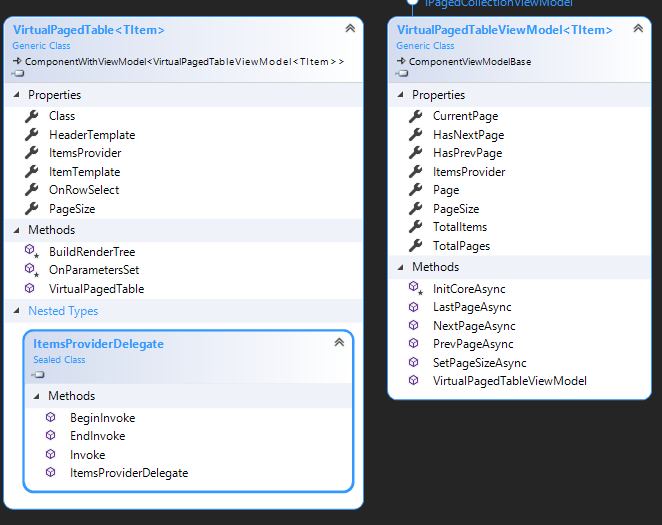 VirtualPagedTable<TItem>
Generic Class
ComponentWithViewModel<VirtualPagedTableViewModel<TItem>>
Properties
Class
HeaderTemplate
ItemsProvider
ItemTemplate
OnRowSelect
PageSize
Methods
BuildRenderTree
OnParametersSet
VirtualPagedTable
Nested Types
ItemsProviderDelegate
Sealed Class
Methods
BeginInvoke
EndInvoke
Invoke
ItemsProviderDelegate
IPagedCollectionViewModel
VirtualPagedTableViewModel<TItem>
Generic Class
ComponentViewModelBase
Properties
CurrentPage
HasNextPage
HasPrevPage
ItemsProvider
Page
PageSize
TotalItems
TotalPages
Methods
InitCoreAsync
LastPageAsync
NextPageAsync
PrevPageAsync
SetPageSizeAsync
VirtualPagedTableViewModel